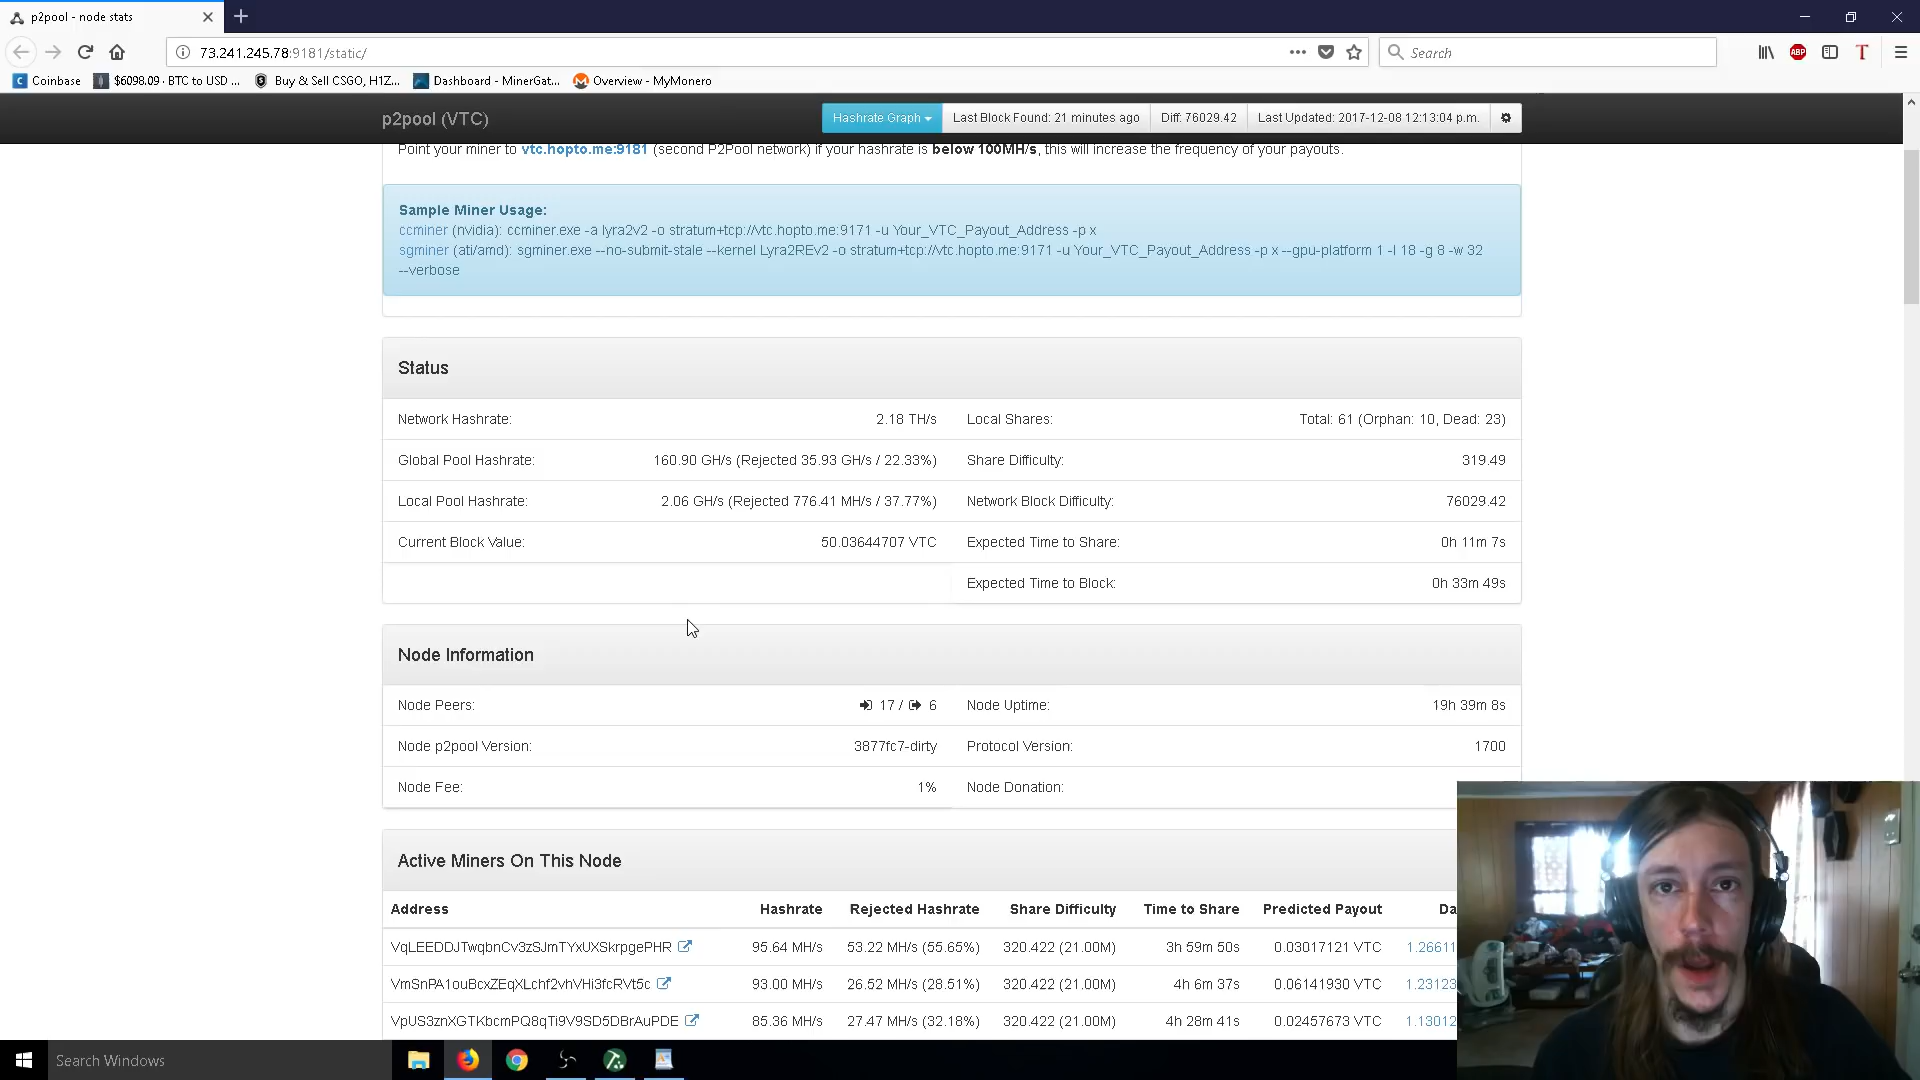 p2pool - node stats
73.241.245.78:9181/static/
Search
Coinbase
$6098.09 · BTC to USD ...
Buy & Sell CSGO, H1Z...
Dashboard - MinerGat...
Overview - MyMonero
p2pool (VTC)
Hashrate Graph
Last Block Found: 21 minutes ago
Diff: 76029.42
Last Updated: 2017-12-08 12:13:04 p.m.
Point your miner to vtc.hopto.me:9181 (second P2Pool network) if your hashrate is below 100MH/s, this will increase the frequency of your payouts.
Sample Miner Usage:
ccminer (nvidia): ccminer.exe -a lyra2v2 -o stratum+tcp://vtc.hopto.me:9171 -u Your_VTC_Payout_Address -p x
sgminer (ati/amd): sgminer.exe --no-submit-stale --kernel Lyra2REv2 -o stratum+tcp://vtc.hopto.me:9171 -u Your_VTC_Payout_Address -p x --gpu-platform 1 -I 18 -g 8 -w 32
--verbose
Status
Network Hashrate: 2.18 TH/s Local Shares: Total: 61 (Orphan: 10, Dead: 23)
Global Pool Hashrate: 160.90 GH/s (Rejected 35.93 GH/s / 22.33%) Share Difficulty: 319.49
Local Pool Hashrate: 2.06 GH/s (Rejected 776.41 MH/s / 37.77%) Network Block Difficulty: 76029.42
Current Block Value: 50.03644707 VTC Expected Time to Share: 0h 11m 7s
Expected Time to Block: 0h 33m 49s
Node Information
Node Peers: 17 / 6 Node Uptime: 19h 39m 8s
Node p2pool Version: 3877fc7-dirty Protocol Version: 1700
Node Fee: 1% Node Donation:
Active Miners On This Node
Address Hashrate Rejected Hashrate Share Difficulty Time to Share Predicted Payout Da
VqLEEDDJTwqbnCv3zSJmTYxUXSkrpgePHR 95.64 MH/s 53.22 MH/s (55.65%) 320.422 (21.00M) 3h 59m 50s 0.03017121 VTC 1.26611
VmSnPA1ouBcxZEqXLchf2vhVHi3fcRVt5c 93.00 MH/s 26.52 MH/s (28.51%) 320.422 (21.00M) 4h 6m 37s 0.06141930 VTC 1.23123
VpUS3znXGTKbcmPQ8qTi9V9SD5DBrAuPDE 85.36 MH/s 27.47 MH/s (32.18%) 320.422 (21.00M) 4h 28m 41s 0.02457673 VTC 1.13012
Search Windows